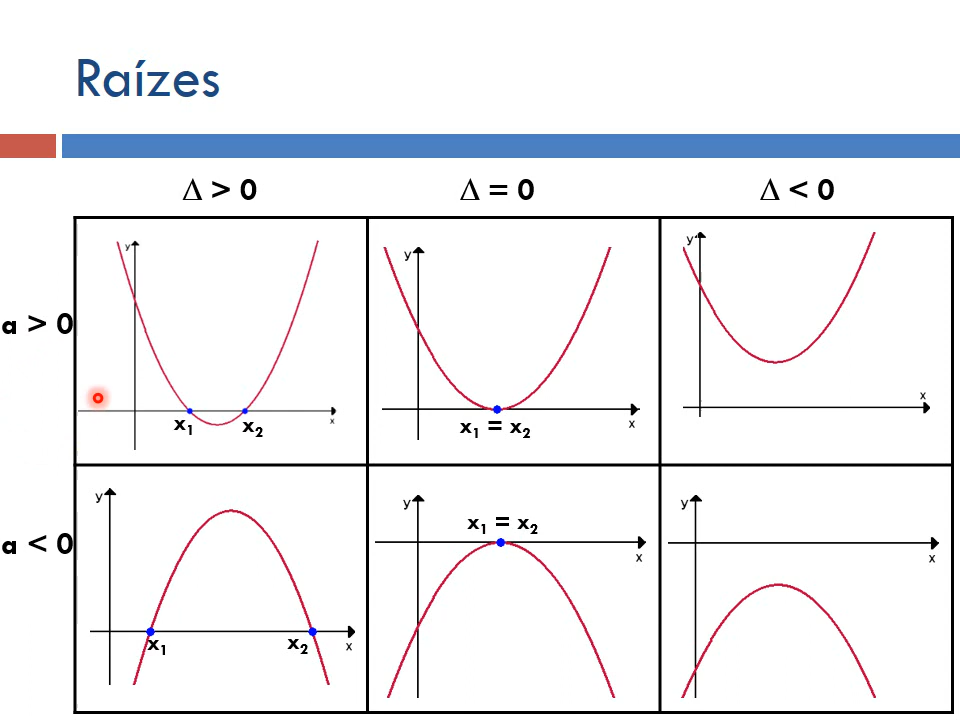 Raízes
Δ > 0
Δ = 0
Δ < 0
a > 0
y
x
x₁
x₂
y
x
x₁ = x₂
y
x
a < 0
y
x
x₁
x₂
y
x₁ = x₂
x
y
x